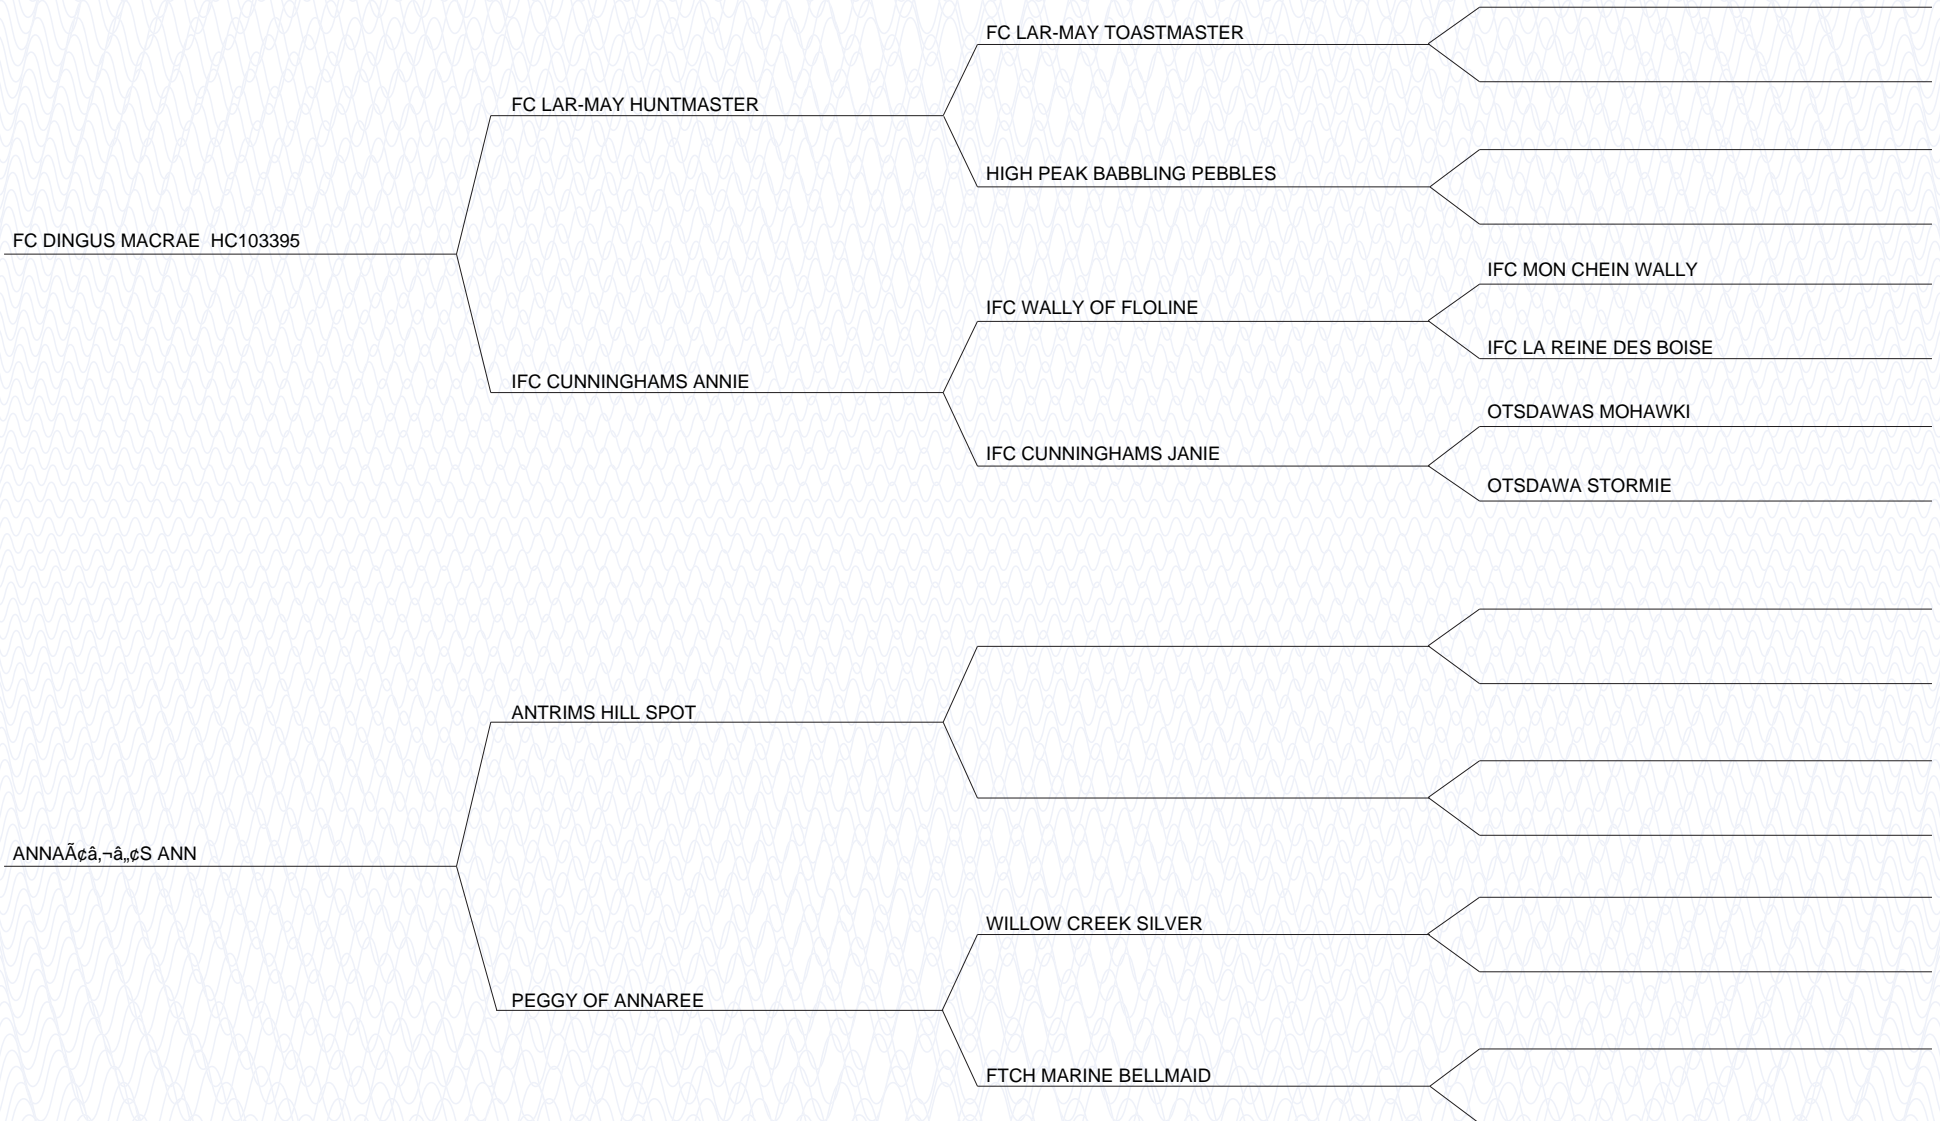 FC LAR-MAY TOASTMASTER
FC LAR-MAY HUNTMASTER
HIGH PEAK BABBLING PEBBLES
FC DINGUS MACRAE  HC103395
IFC MON CHEIN WALLY
IFC WALLY OF FLOLINE
IFC LA REINE DES BOISE
IFC CUNNINGHAMS ANNIE
OTSDAWAS MOHAWKI
IFC CUNNINGHAMS JANIE
OTSDAWA STORMIE
ANTRIMS HILL SPOT
ANNAÃ¢â‚¬â„¢S ANN
WILLOW CREEK SILVER
PEGGY OF ANNAREE
FTCH MARINE BELLMAID